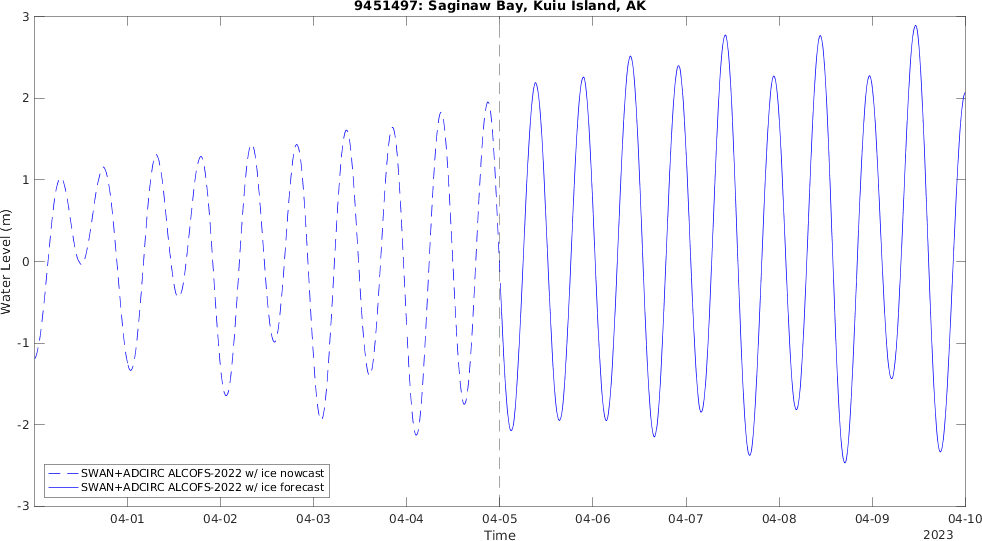 9451497: Saginaw Bay, Kuiu Island, AK
3
2
1
0
-1
-2
-3
Water Level (m)
SWAN+ADCIRC ALCOFS-2022 w/ ice nowcast
SWAN+ADCIRC ALCOFS-2022 w/ ice forecast
04-01 04-02 04-03 04-04 04-05 04-06 04-07 04-08 04-09 04-10
Time
2023